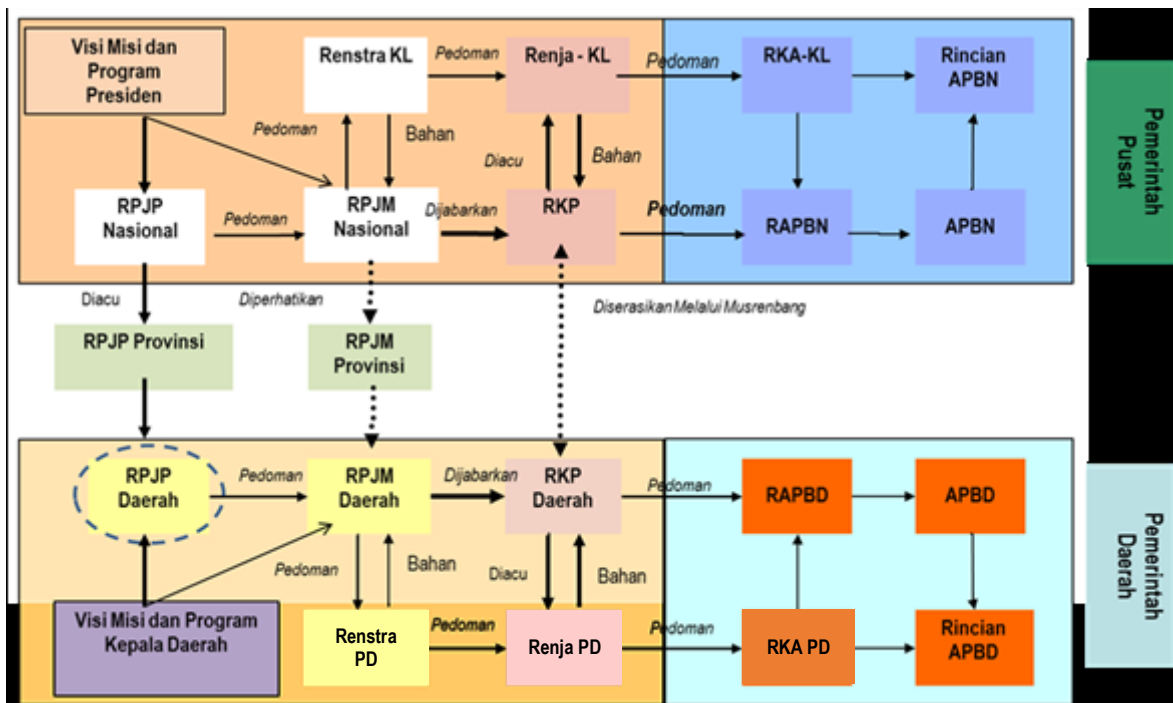 Visi Misi dan
Program
Presiden
Renstra KL
Pedoman
Renja - KL
Pedoman
RKA-KL
Rincian
APBN
Pemerintah
Pusat
Pedoman
Bahan
Diacu
Bahan
RPJP
Nasional
Pedoman
RPJM
Nasional
Dijabarkan
RKP
Pedoman
RAPBN
APBN
Diacu
Diperhatikan
Diserasikan Melalui Musrenbang
RPJP Provinsi
RPJM
Provinsi
RPJP
Daerah
Pedoman
RPJM
Daerah
Dijabarkan
RKP
Daerah
Pedoman
RAPBD
APBD
Pemerintah
Daerah
Pedoman
Bahan
Diacu
Bahan
Visi Misi dan Program
Kepala Daerah
Renstra
PD
Pedoman
Renja PD
Pedoman
RKA PD
Rincian
APBD